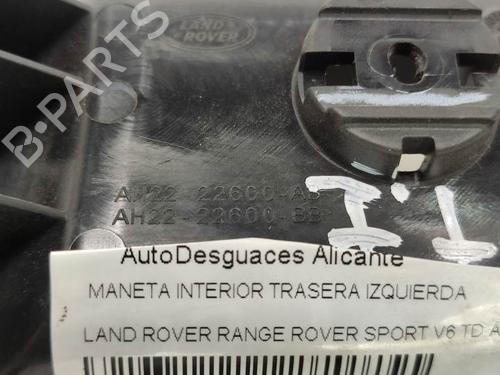 LAND ROVER
B-Parts
AH22-22600-AB
AH22-22600-BB
I'I
AutoDesguaces Alicante
MANETA INTERIOR TRASERA IZQUIERDA
LAND ROVER RANGE ROVER SPORT V6 TD A